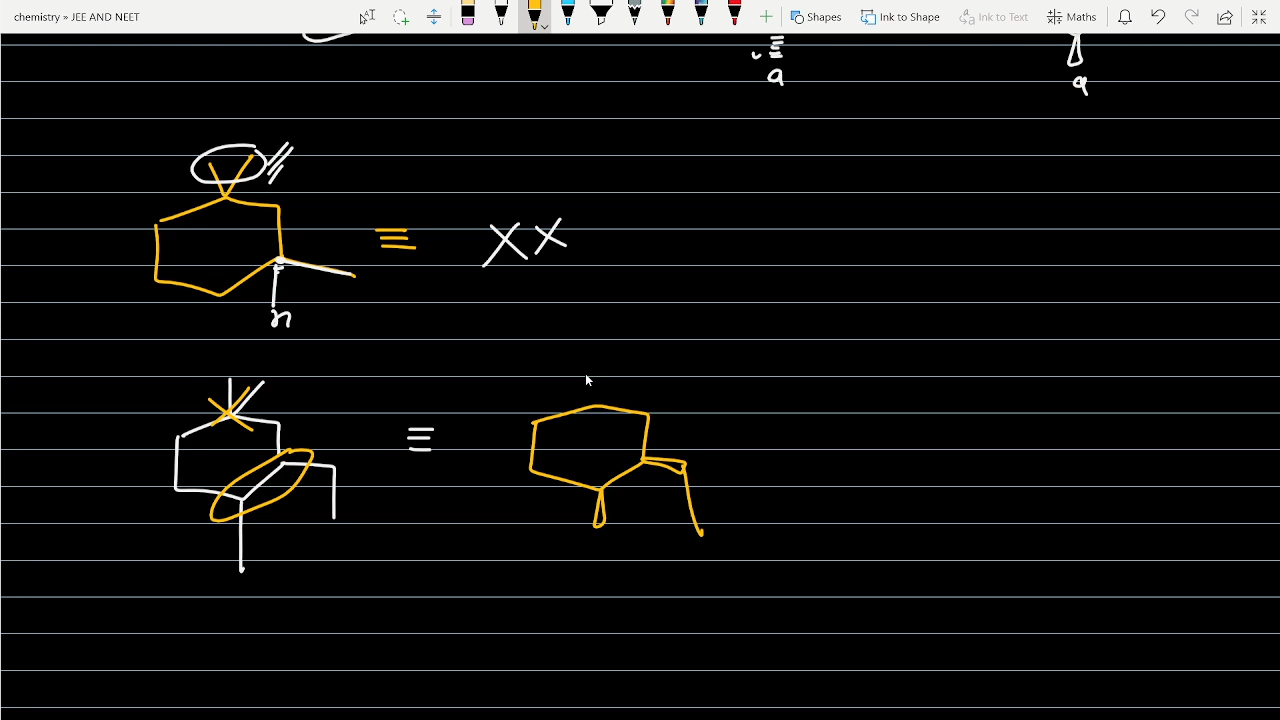 chemistry » JEE AND NEET
Shapes
Ink to Shape
Ink to Text
Maths
a
a
≡
X X
≡